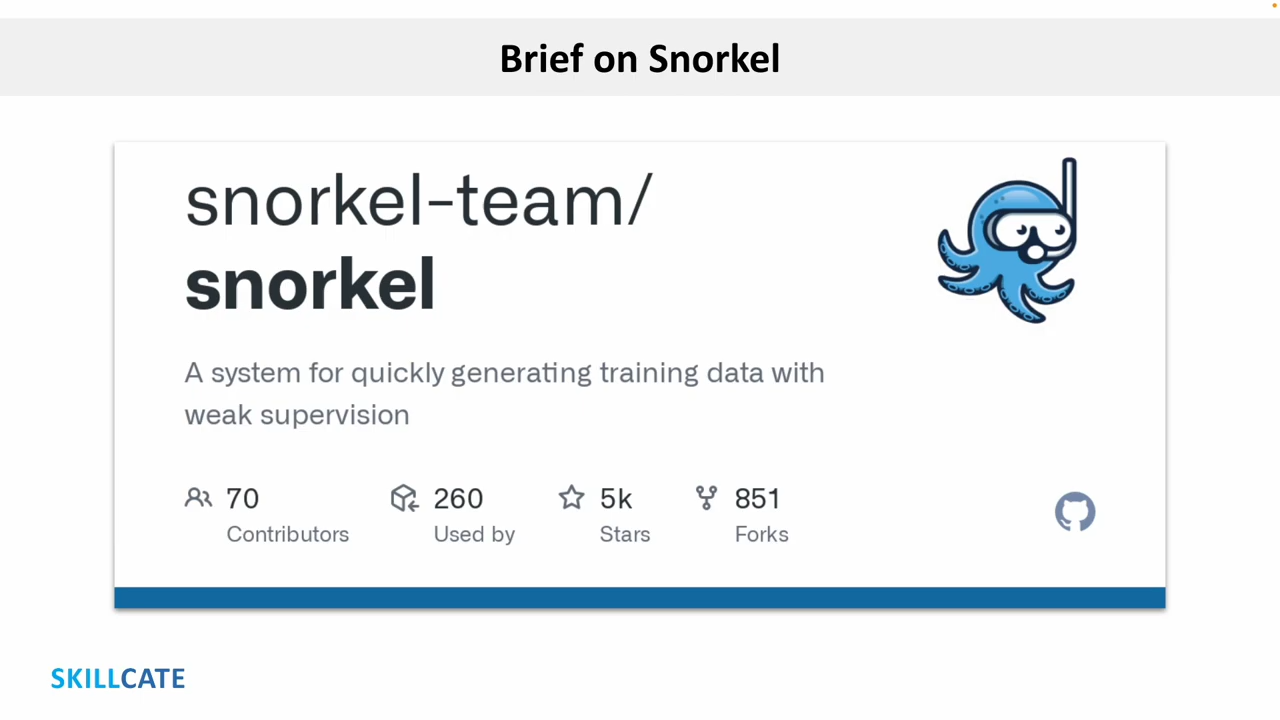 Brief on Snorkel
snorkel-team/
snorkel
A system for quickly generating training data with
weak supervision
70 260 5k 851
Contributors Used by Stars Forks
SKILLCATE